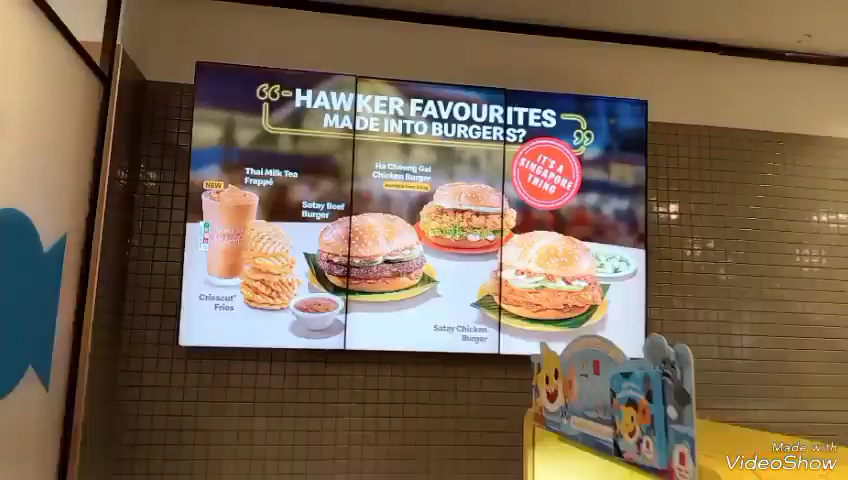 HAWKER FAVOURITES
MADE INTO BURGERS?
IT'S A
SINGAPORE
THING
Thai Milk Tea
Frappé
NEW
Ha Cheong Gai
Chicken Burger
Satay Beef
Burger
Crisscut®
Fries
Satay Chicken
Burger
Made with
VideoShow